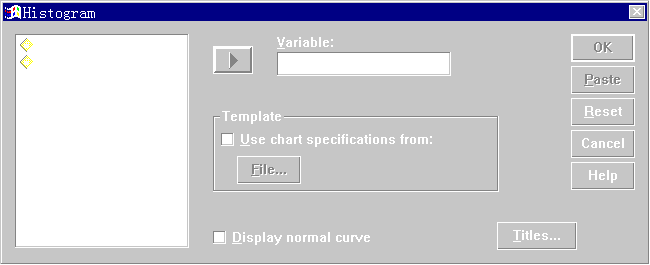 Histogram
Variable:
OK
Paste
Template
Reset
Use chart specifications from:
Cancel
File...
Help
Display normal curve
Titles...